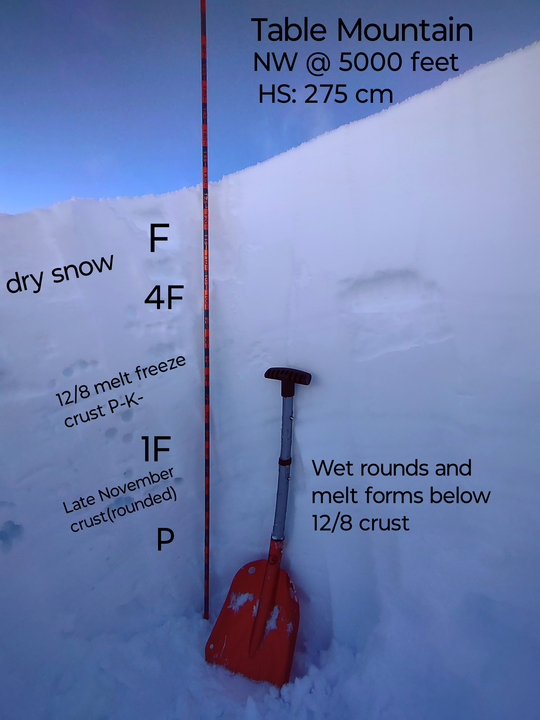 Table Mountain
NW @ 5000 feet
HS: 275 cm
F
dry snow
4F
12/8 melt freeze
crust P-K-
1F
Late November
crust(rounded)
P
Wet rounds and
melt forms below
12/8 crust